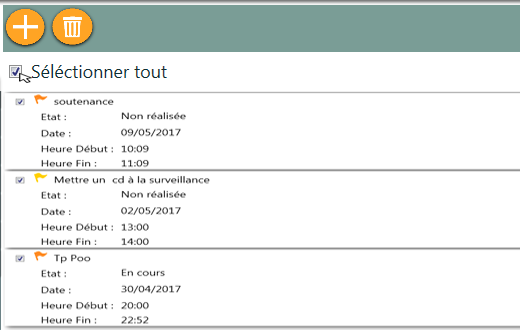 Séléctionner tout
soutenance
Etat : Non réalisée
Date : 09/05/2017
Heure Début : 10:09
Heure Fin : 11:09
Mettre un cd à la surveillance
Etat : Non réalisée
Date : 02/05/2017
Heure Début : 13:00
Heure Fin : 14:00
Tp Poo
Etat : En cours
Date : 30/04/2017
Heure Début : 20:00
Heure Fin : 22:52